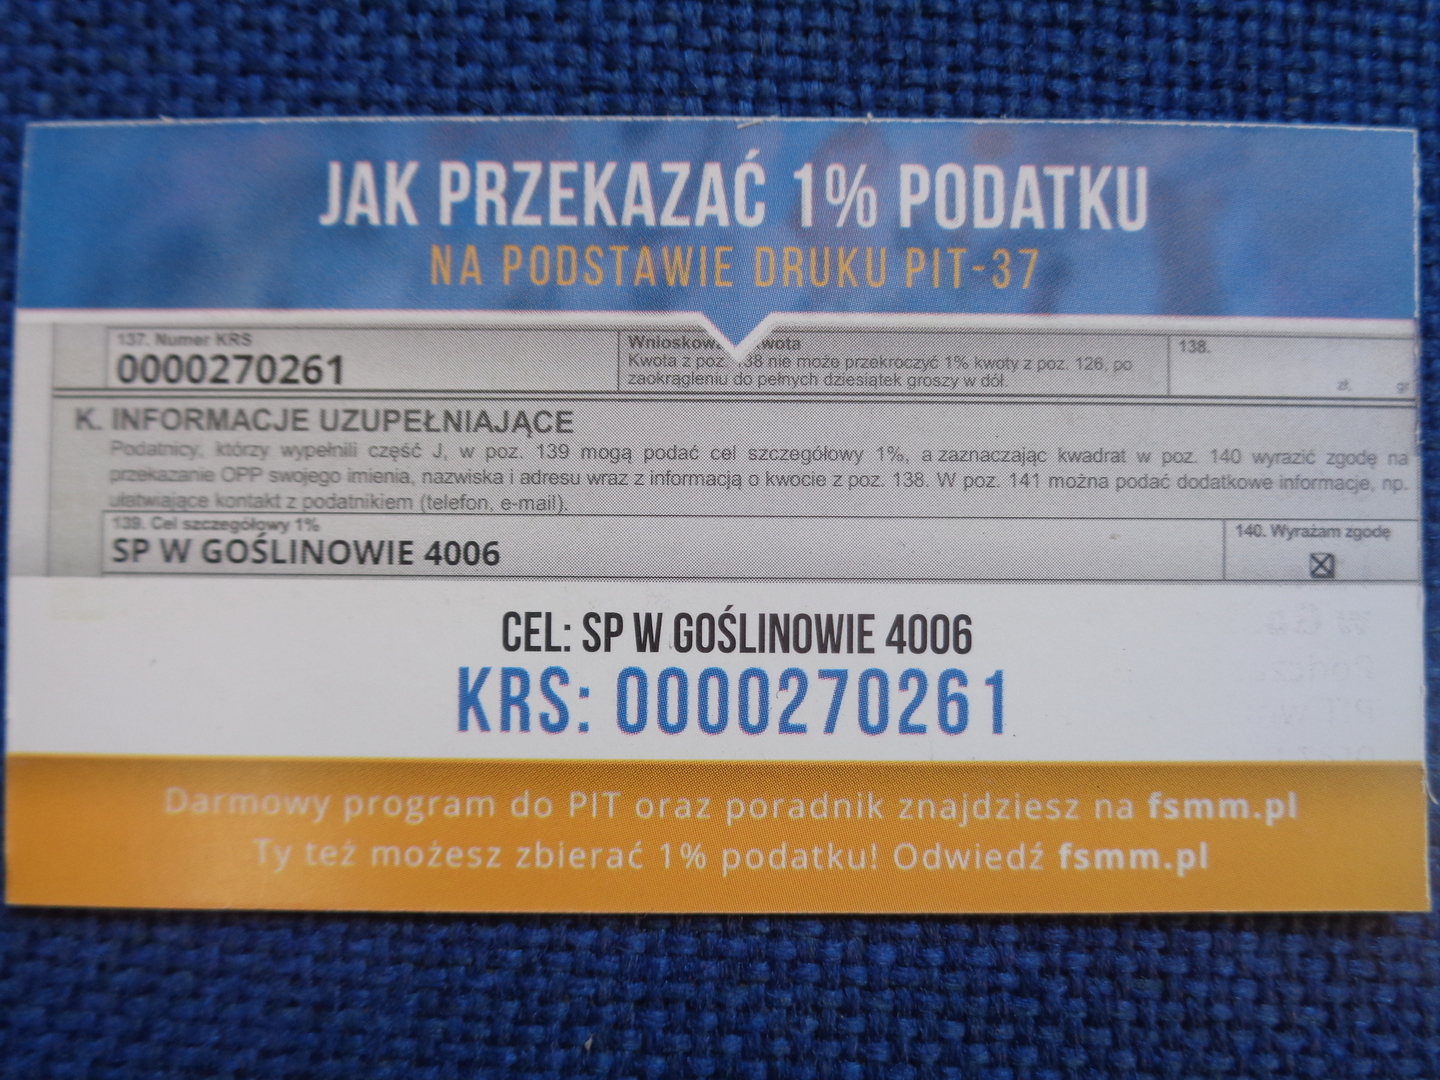 JAK PRZEKAZAĆ 1% PODATKU
NA PODSTAWIE DRUKU PIT-37
137. Numer KRS
0000270261
Kwota z poz. 138 nie może przekroczyć 1% kwoty z poz. 126, po
zaokrągleniu do pełnych dziesiątek groszy w dół.
138.
zł, gr
K. INFORMACJE UZUPEŁNIAJĄCE
Podatnicy, którzy wypełnili część J, w poz. 139 mogą podać cel szczegółowy 1%, a zaznaczając kwadrat w poz. 140 wyrazić zgodę na
przekazanie OPP swojego imienia, nazwiska i adresu wraz z informacją o kwocie z poz. 138. W poz. 141 można podać dodatkowe informacje, np.
ułatwiające kontakt z podatnikiem (telefon, e-mail).
139. Cel szczegółowy 1%
SP W GOŚLINOWIE 4006
140. Wyrażam zgodę
CEL: SP W GOŚLINOWIE 4006
KRS: 0000270261
Darmowy program do PIT oraz poradnik znajdziesz na fsmm.pl
Ty też możesz zbierać 1% podatku! Odwiedź fsmm.pl